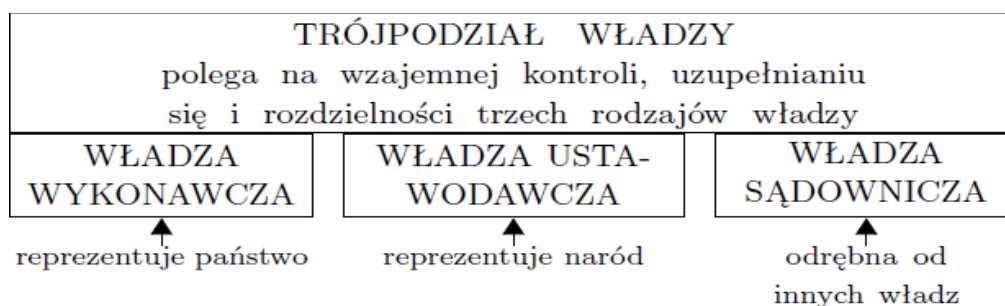 TRÓJPODZIAŁ WŁADZY
polega na wzajemnej kontroli, uzupełnianiu
się i rozdzielności trzech rodzajów władzy
WŁADZA
WYKONAWCZA
WŁADZA USTA-
WODAWCZA
WŁADZA
SĄDOWNICZA
reprezentuje państwo
reprezentuje naród
odrębna od
innych władz